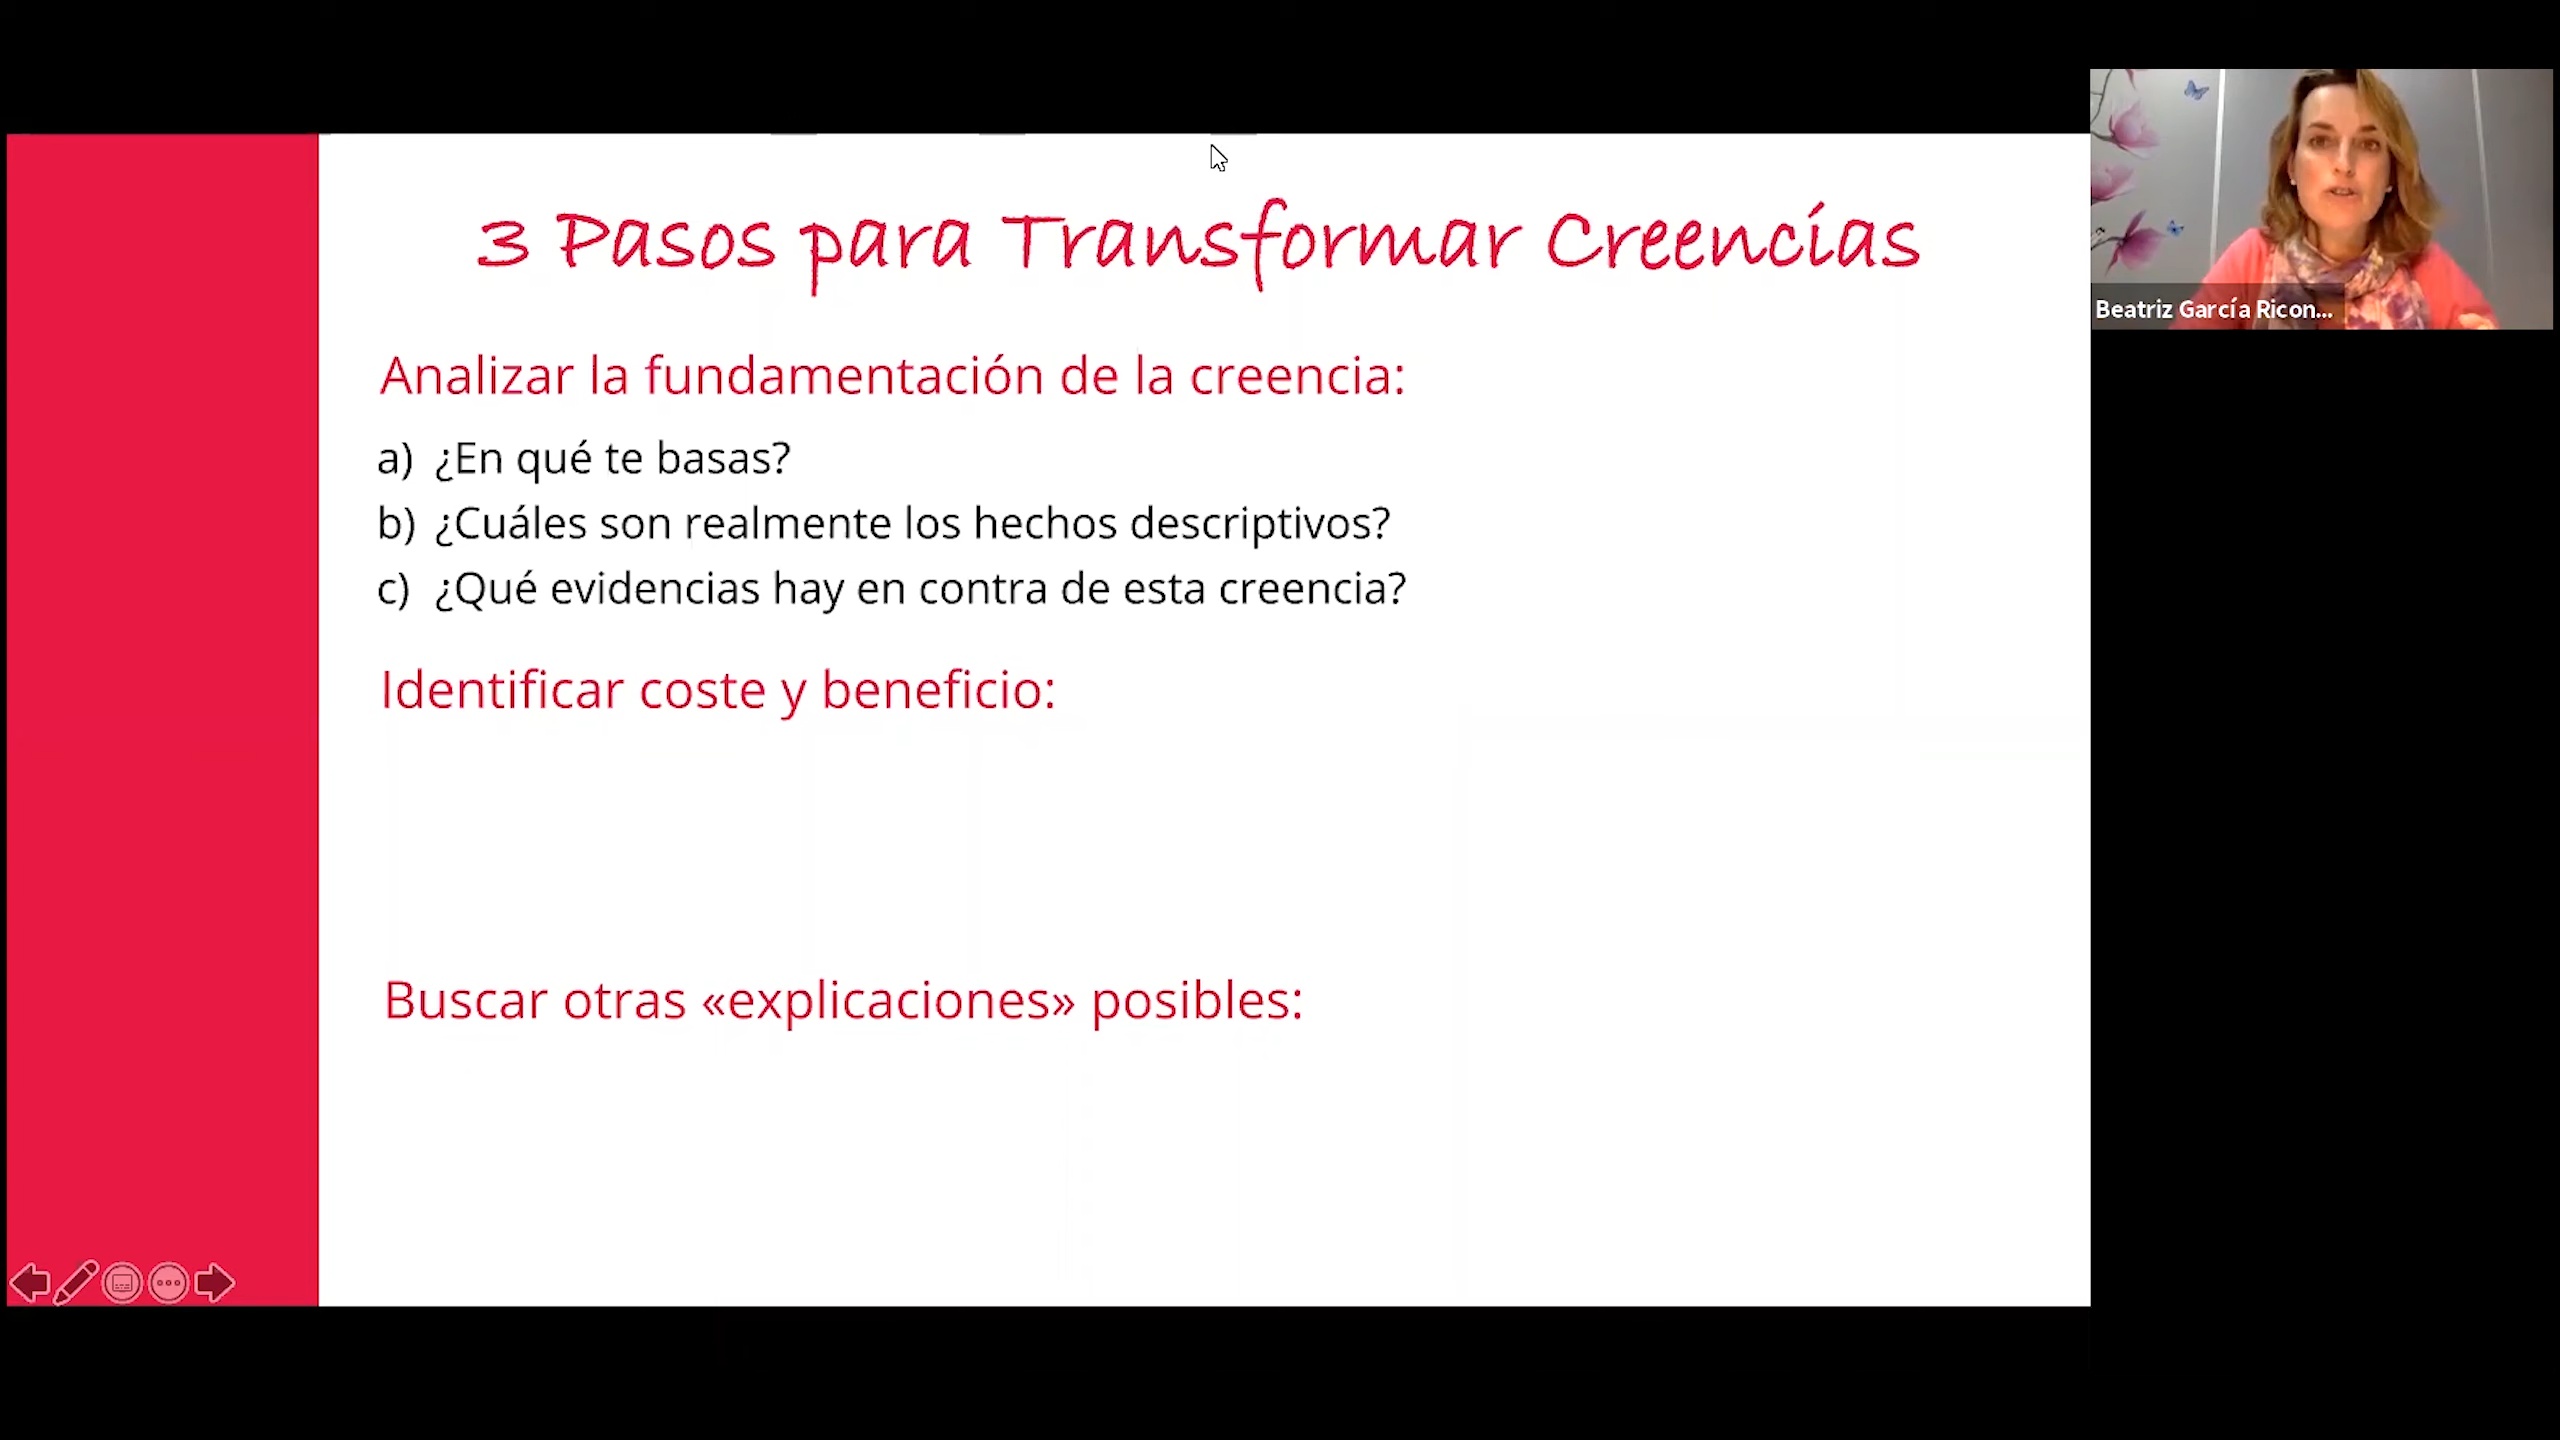 3 Pasos para Transformar Creencias
Analizar la fundamentación de la creencia:
a) ¿En qué te basas?
b) ¿Cuáles son realmente los hechos descriptivos?
c) ¿Qué evidencias hay en contra de esta creencia?
Identificar coste y beneficio:
Buscar otras «explicaciones» posibles:
Beatriz García Ricon...